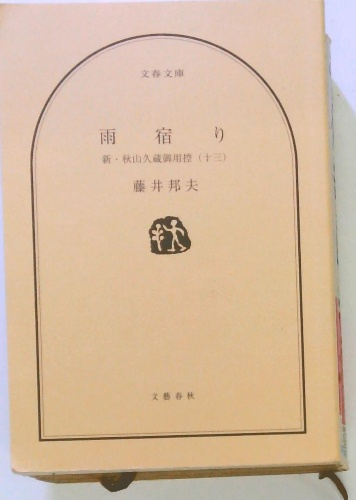 文春文庫
雨宿り
新・秋山久蔵御用控(十三)
藤井邦夫
文藝春秋